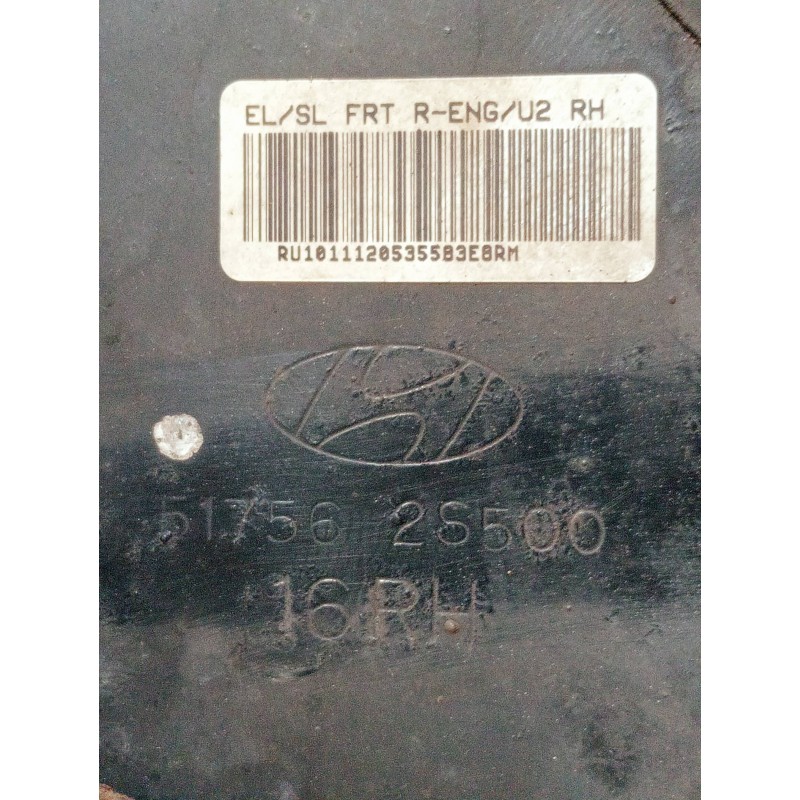 EL/SL FRT R-ENG/U2 RH
RU1011120535583E8RM
51756 2S500
16RH